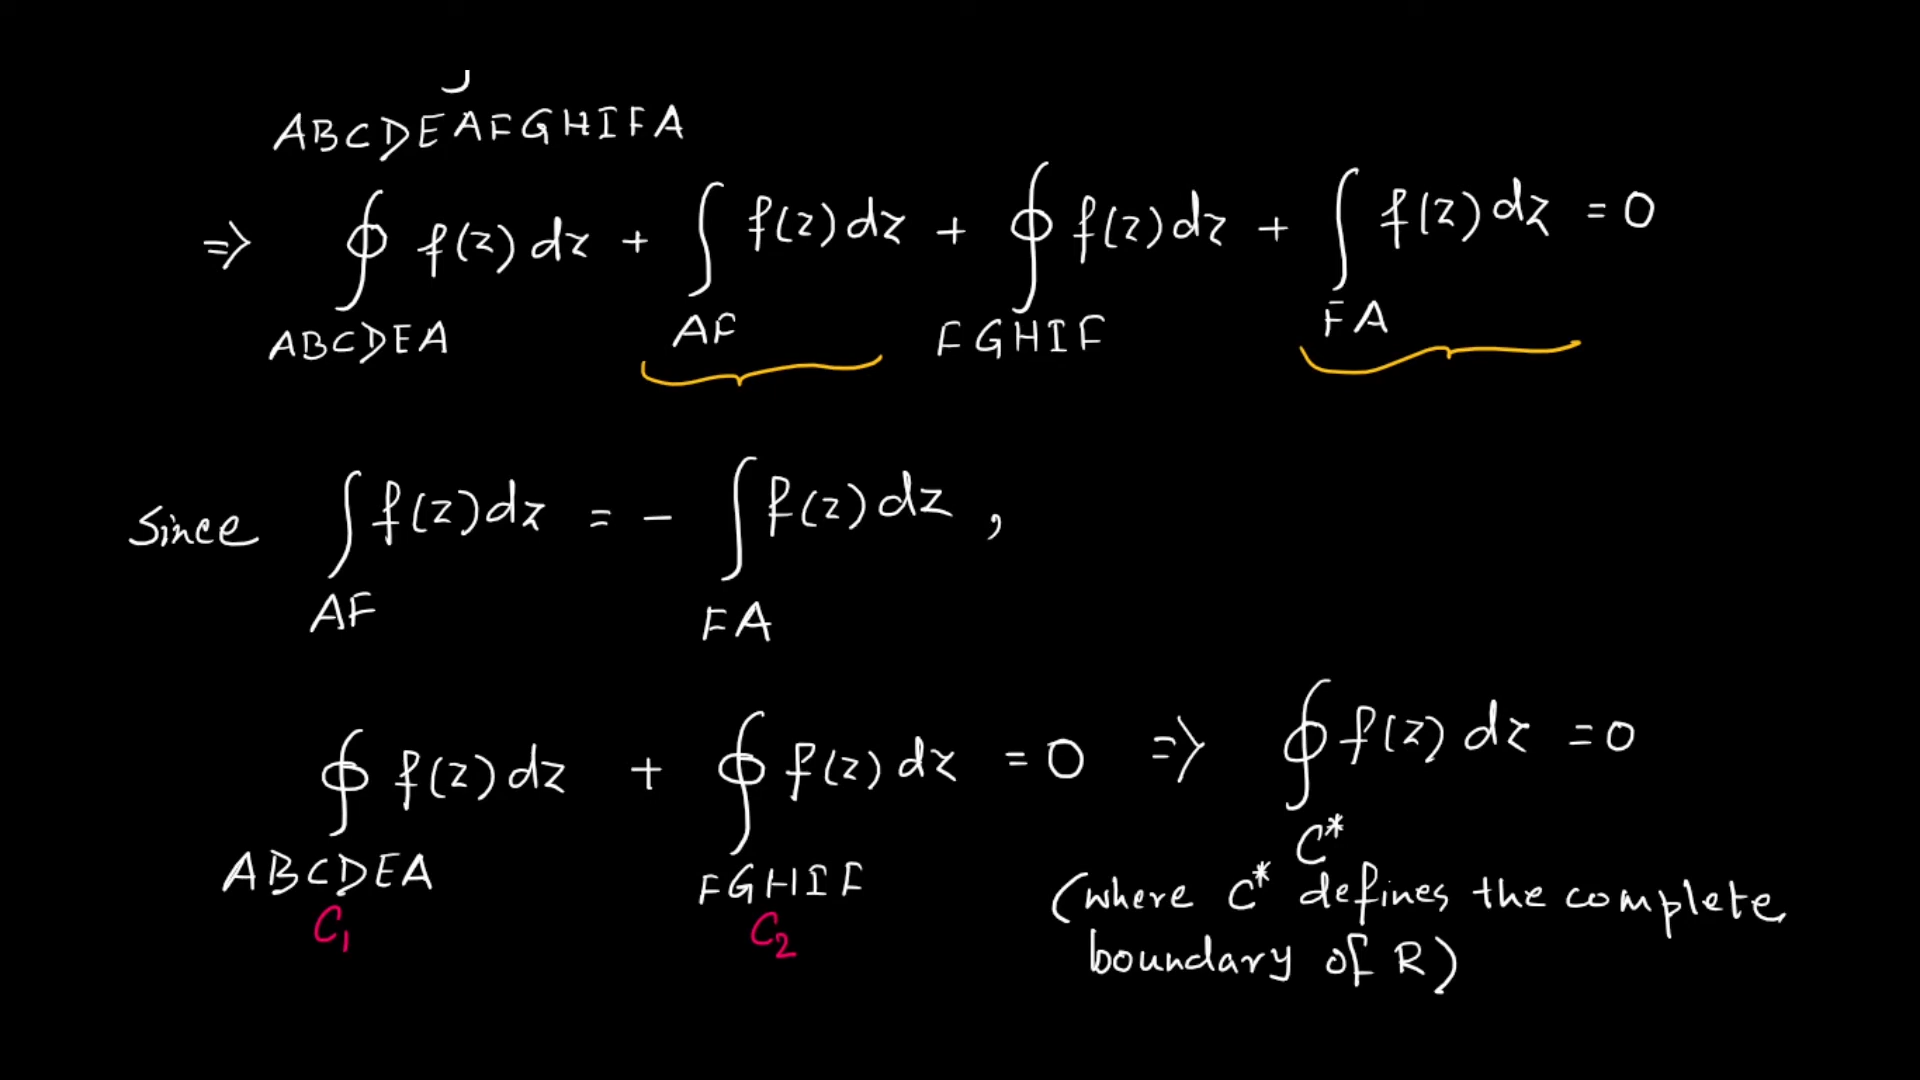 ABCDEAFGHIFA
=> ∮ f(z) dz + ∫ f(z) dz + ∮ f(z) dz + ∫ f(z) dz = 0
ABCDEA AF FGHIF FA
Since ∫ f(z) dz = - ∫ f(z) dz ,
AF FA
∮ f(z) dz + ∮ f(z) dz = 0 => ∮ f(z) dz = 0
ABCDEA FGHIF C*
C₁ C₂
(where C* defines the complete
boundary of R)